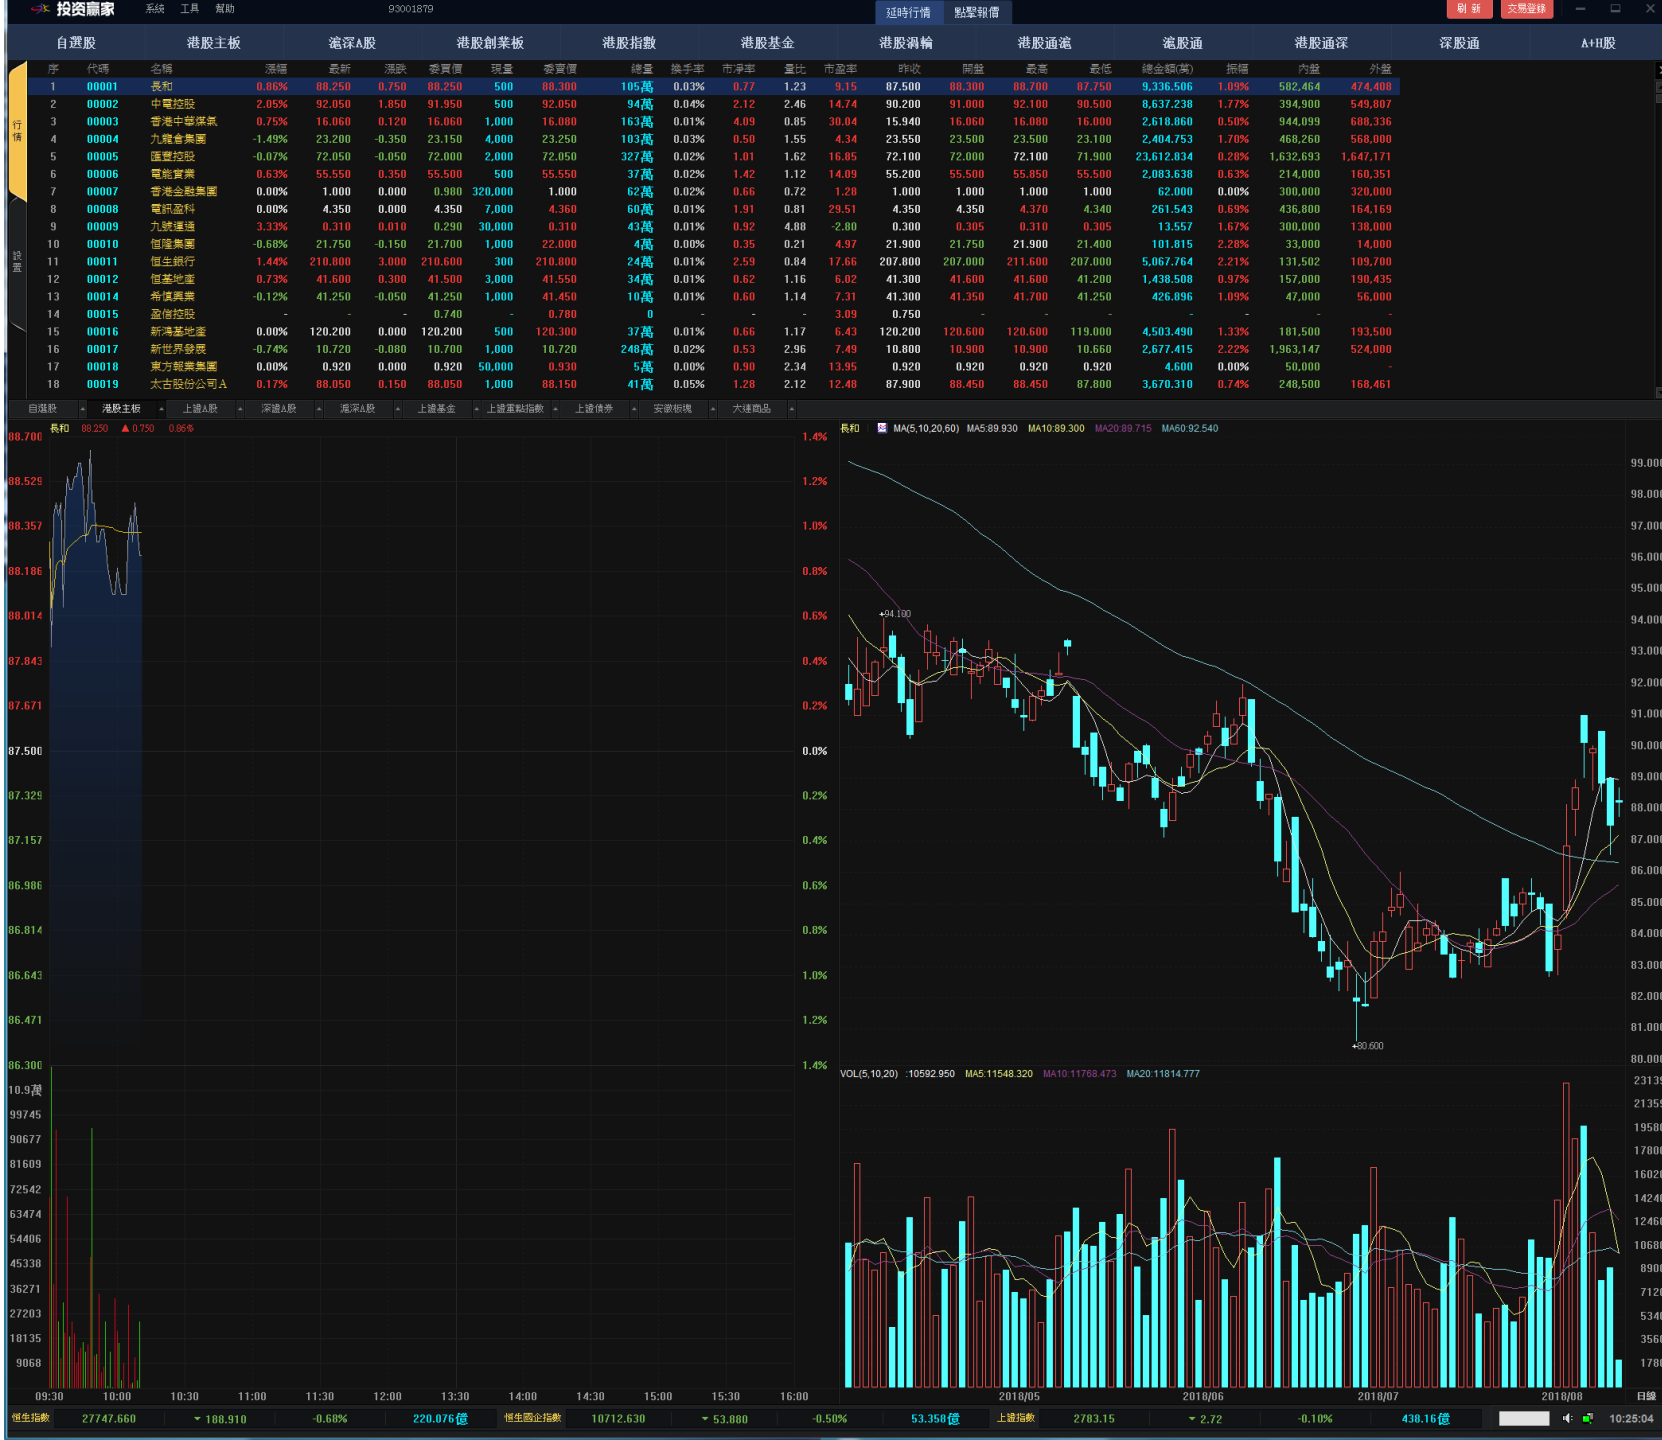 投资赢家 系統 工具 幫助 93001879 延時行情 點擊報價 刷 新 交易登錄
自選股 港股主板 滬深A股 港股創業板 港股指數 港股基金 港股渦輪 港股通滬 滬股通 港股通深 深股通 A+H股
序 代碼 名稱 漲幅 最新 漲跌 委買價 現量 委賣價 總量 換手率 市淨率 量比 市盈率 昨收 開盤 最高 最低 總金額(萬) 振幅 內盤 外盤
行情
設置
1 00001 長和 0.86% 88.250 0.750 88.250 500 88.300 105萬 0.03% 0.77 1.23 9.15 87.500 88.300 88.700 87.750 9,336.506 1.09% 582,464 474,408
2 00002 中電控股 2.05% 92.050 1.850 91.950 500 92.050 94萬 0.04% 2.12 2.46 14.74 90.200 91.000 92.100 90.500 8,637.238 1.77% 394,900 549,807
3 00003 香港中華煤氣 0.75% 16.060 0.120 16.060 1,000 16.080 163萬 0.01% 4.09 0.85 30.04 15.940 16.060 16.080 16.000 2,618.860 0.50% 944,099 688,336
4 00004 九龍倉集團 -1.49% 23.200 -0.350 23.150 4,000 23.250 103萬 0.03% 0.50 1.55 4.34 23.550 23.500 23.500 23.100 2,404.753 1.70% 468,260 568,000
5 00005 匯豐控股 -0.07% 72.050 -0.050 72.000 2,000 72.050 327萬 0.02% 1.01 1.62 16.85 72.100 72.000 72.100 71.900 23,612.834 0.28% 1,632,693 1,647,171
6 00006 電能實業 0.63% 55.550 0.350 55.500 500 55.550 37萬 0.02% 1.42 1.12 14.09 55.200 55.500 55.850 55.500 2,083.638 0.63% 214,000 160,351
7 00007 香港金融集團 0.00% 1.000 0.000 0.980 320,000 1.000 62萬 0.02% 0.66 0.72 1.28 1.000 1.000 1.000 1.000 62.000 0.00% 300,000 320,000
8 00008 電訊盈科 0.00% 4.350 0.000 4.350 7,000 4.360 60萬 0.01% 1.91 0.81 29.51 4.350 4.350 4.370 4.340 261.543 0.69% 436,800 164,169
9 00009 九號運通 3.33% 0.310 0.010 0.290 30,000 0.310 43萬 0.01% 0.92 4.88 -2.80 0.300 0.305 0.310 0.305 13.557 1.67% 300,000 138,000
10 00010 恒隆集團 -0.68% 21.750 -0.150 21.700 1,000 22.000 4萬 0.00% 0.35 0.21 4.97 21.900 21.750 21.900 21.400 101.815 2.28% 33,000 14,000
11 00011 恒生銀行 1.44% 210.800 3.000 210.600 300 210.800 24萬 0.01% 2.59 0.84 17.66 207.800 207.000 211.600 207.000 5,067.764 2.21% 131,502 109,700
12 00012 恒基地產 0.73% 41.600 0.300 41.500 3,000 41.550 34萬 0.01% 0.62 1.16 6.02 41.300 41.600 41.600 41.200 1,438.508 0.97% 157,000 190,435
13 00014 希慎興業 -0.12% 41.250 -0.050 41.250 1,000 41.450 10萬 0.01% 0.60 1.14 7.31 41.300 41.350 41.700 41.250 426.896 1.09% 47,000 56,000
14 00015 盈信控股 - - - 0.740 - 0.780 0 - - - 3.09 0.750 - - - - - - -
15 00016 新鴻基地產 0.00% 120.200 0.000 120.200 500 120.300 37萬 0.01% 0.66 1.17 6.43 120.200 120.600 120.600 119.000 4,503.490 1.33% 181,500 193,500
16 00017 新世界發展 -0.74% 10.720 -0.080 10.700 1,000 10.720 248萬 0.02% 0.53 2.96 7.49 10.800 10.900 10.900 10.660 2,677.415 2.22% 1,963,147 524,000
17 00018 東方報業集團 0.00% 0.920 0.000 0.920 50,000 0.930 5萬 0.00% 0.90 2.34 13.95 0.920 0.920 0.920 0.920 4.600 0.00% 50,000 -
18 00019 太古股份公司A 0.17% 88.050 0.150 88.050 1,000 88.150 41萬 0.05% 1.28 2.12 12.48 87.900 88.450 88.450 87.800 3,670.310 0.74% 248,500 168,461
自選股 港股主板 上證A股 深證A股 滬深A股 上證基金 上證重點指數 上證債券 安徽板塊 大連商品
長和 88.250 ▲0.750 0.86%
88.700 1.4%
88.529 1.2%
88.357 1.0%
88.186 0.8%
88.014 0.6%
87.843 0.4%
87.671 0.2%
87.500 0.0%
87.329 0.2%
87.157 0.4%
86.986 0.6%
86.814 0.8%
86.643 1.0%
86.471 1.2%
86.300 1.4%
10.9萬
99745
90677
81609
72542
63474
54406
45338
36271
27203
18135
9068
09:30 10:00 10:30 11:00 11:30 12:00 13:30 14:00 14:30 15:00 15:30 16:00
長和 MA(5,10,20,60) MA5:89.930 MA10:89.300 MA20:89.715 MA60:92.540
99.000
98.000
97.000
96.000
95.000
94.000
93.000
92.000
91.000
90.000
89.000
88.000
87.000
86.000
85.000
84.000
83.000
82.000
81.000
80.000
94.100
80.600
VOL(5,10,20) :10592.950 MA5:11548.320 MA10:11768.473 MA20:11814.777
23139
21359
19580
17800
16020
14240
12460
10680
8900
7120
5340
3560
1780
2018/05 2018/06 2018/07 2018/08 日線
恒生指數 27747.660 188.910 -0.68% 220.076億 恒生國企指數 10712.630 53.880 -0.50% 53.358億 上證指數 2783.15 2.72 -0.10% 438.16億 10:25:04